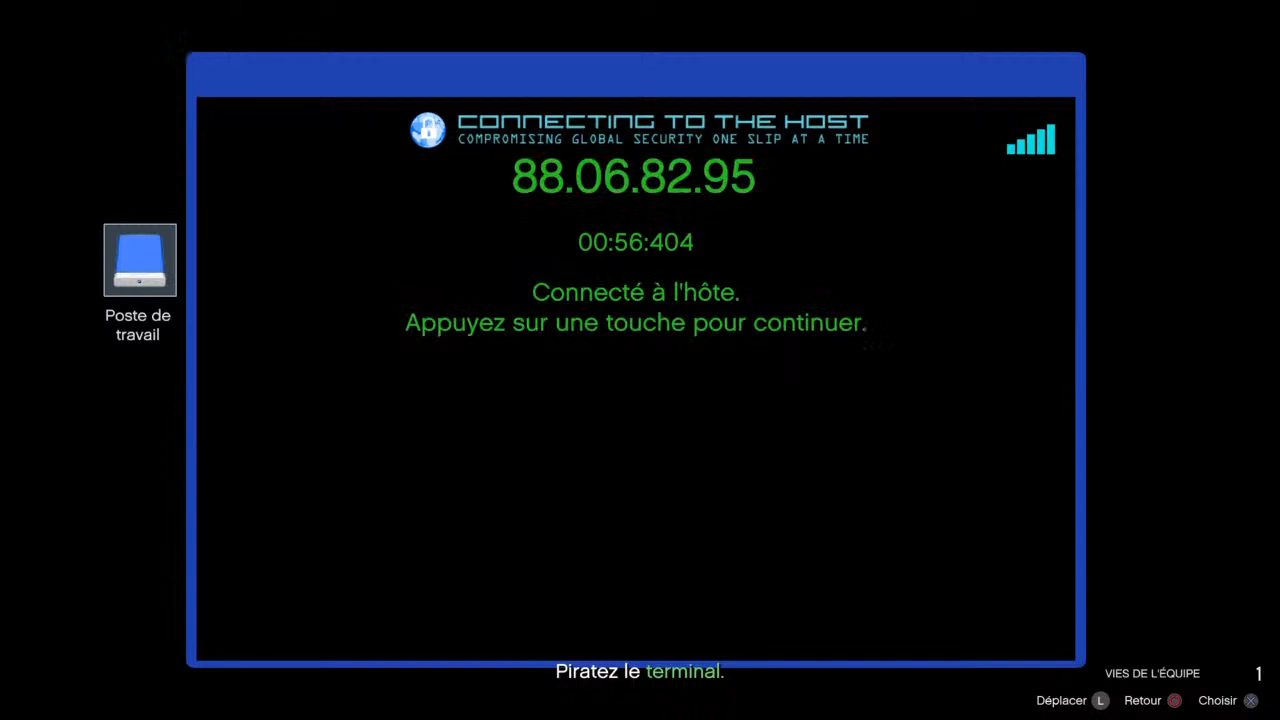 CONNECTING TO THE HOST
COMPROMISING GLOBAL SECURITY ONE SLIP AT A TIME
88.06.82.95
00:56:404
Connecté à l'hôte.
Appuyez sur une touche pour continuer.
Poste de
travail
Piratez le terminal.
VIES DE L'ÉQUIPE 1
Déplacer L Retour Choisir